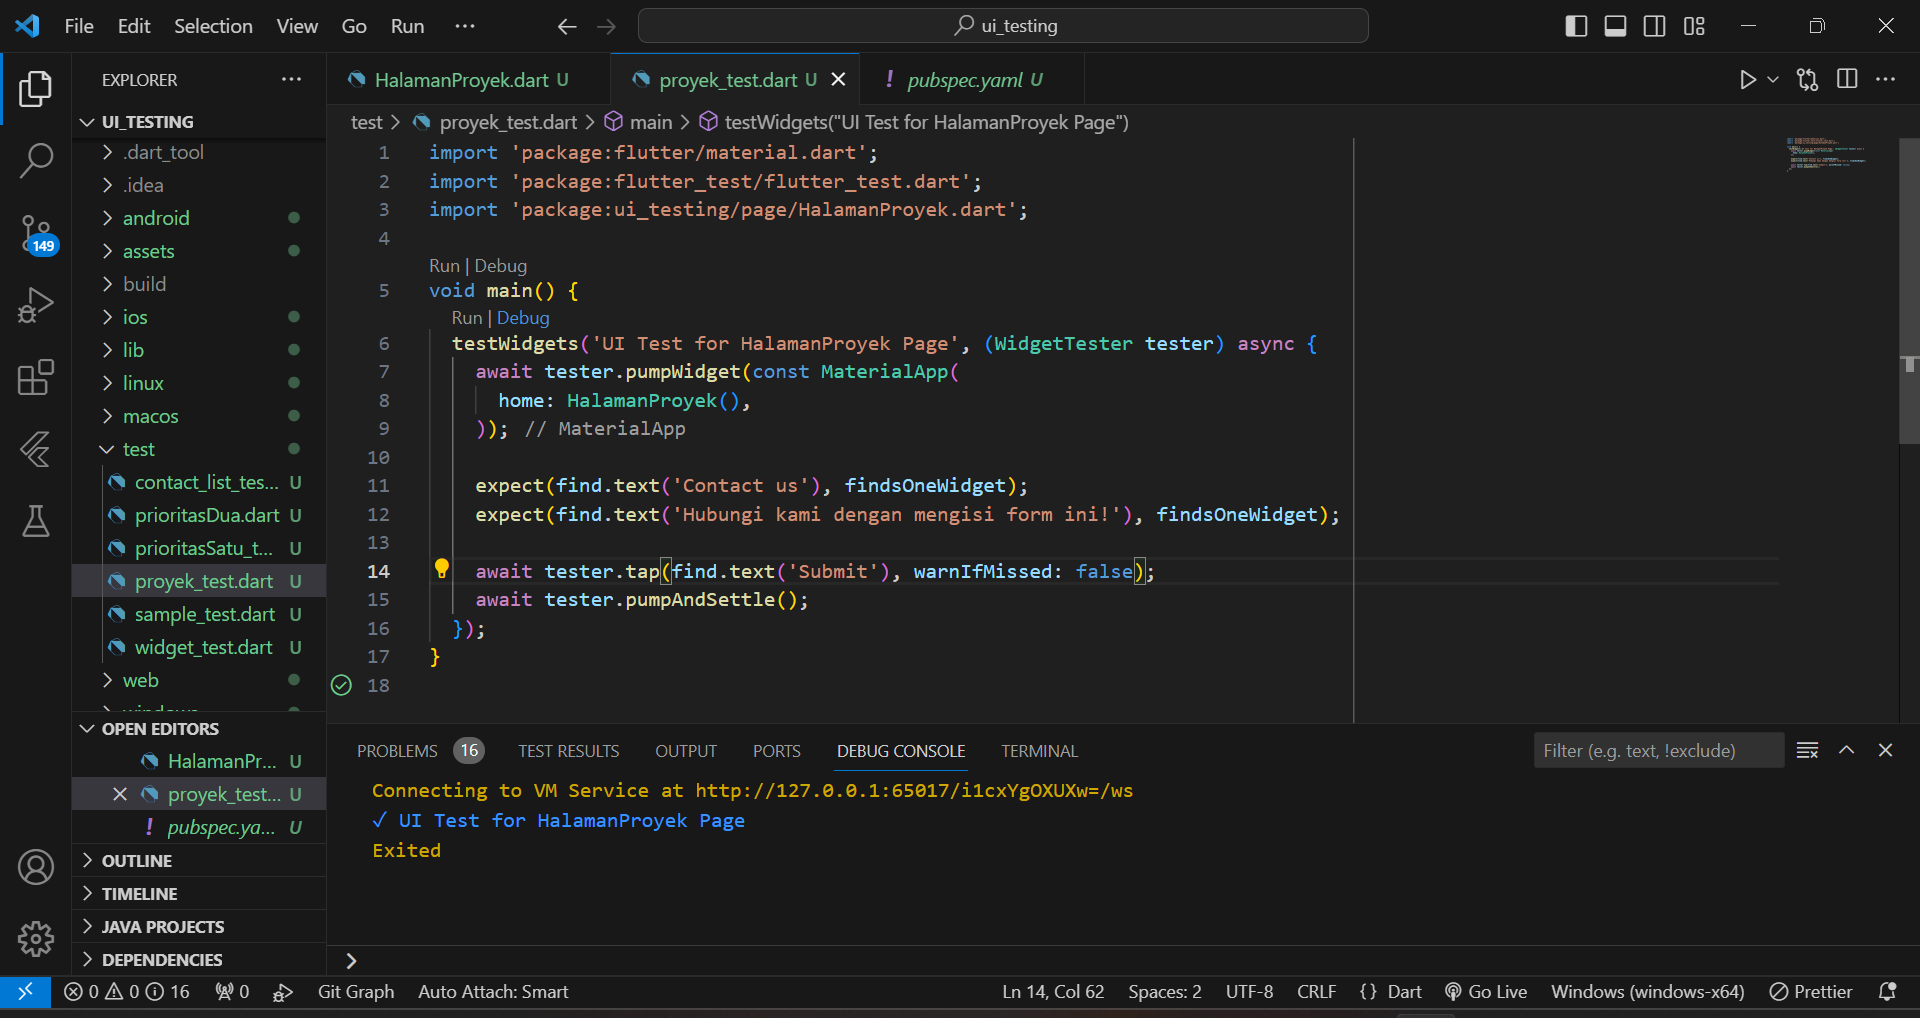 File Edit Selection View Go Run ··· ui_testing
EXPLORER ···
UI_TESTING
.dart_tool
.idea
android
assets
build
ios
lib
linux
macos
test
contact_list_tes... U
prioritasDua.dart U
prioritasSatu_t... U
proyek_test.dart U
sample_test.dart U
widget_test.dart U
web
149
OPEN EDITORS
HalamanPr... U
proyek_test... U
! pubspec.ya... U
OUTLINE
TIMELINE
JAVA PROJECTS
DEPENDENCIES
HalamanProyek.dart U proyek_test.dart U ! pubspec.yaml U
test > proyek_test.dart > main > testWidgets("UI Test for HalamanProyek Page")
1 import 'package:flutter/material.dart';
2 import 'package:flutter_test/flutter_test.dart';
3 import 'package:ui_testing/page/HalamanProyek.dart';
4
Run | Debug
5 void main() {
Run | Debug
6 testWidgets('UI Test for HalamanProyek Page', (WidgetTester tester) async {
7 await tester.pumpWidget(const MaterialApp(
8 home: HalamanProyek(),
9 )); // MaterialApp
10
11 expect(find.text('Contact us'), findsOneWidget);
12 expect(find.text('Hubungi kami dengan mengisi form ini!'), findsOneWidget);
13
14 await tester.tap(find.text('Submit'), warnIfMissed: false);
15 await tester.pumpAndSettle();
16 });
17 }
18
PROBLEMS 16 TEST RESULTS OUTPUT PORTS DEBUG CONSOLE TERMINAL Filter (e.g. text, !exclude)
Connecting to VM Service at http://127.0.0.1:65017/i1cxYgOXUXw=/ws
✓ UI Test for HalamanProyek Page
Exited
>
0 0 16 0 Git Graph Auto Attach: Smart Ln 14, Col 62 Spaces: 2 UTF-8 CRLF {} Dart Go Live Windows (windows-x64) Prettier